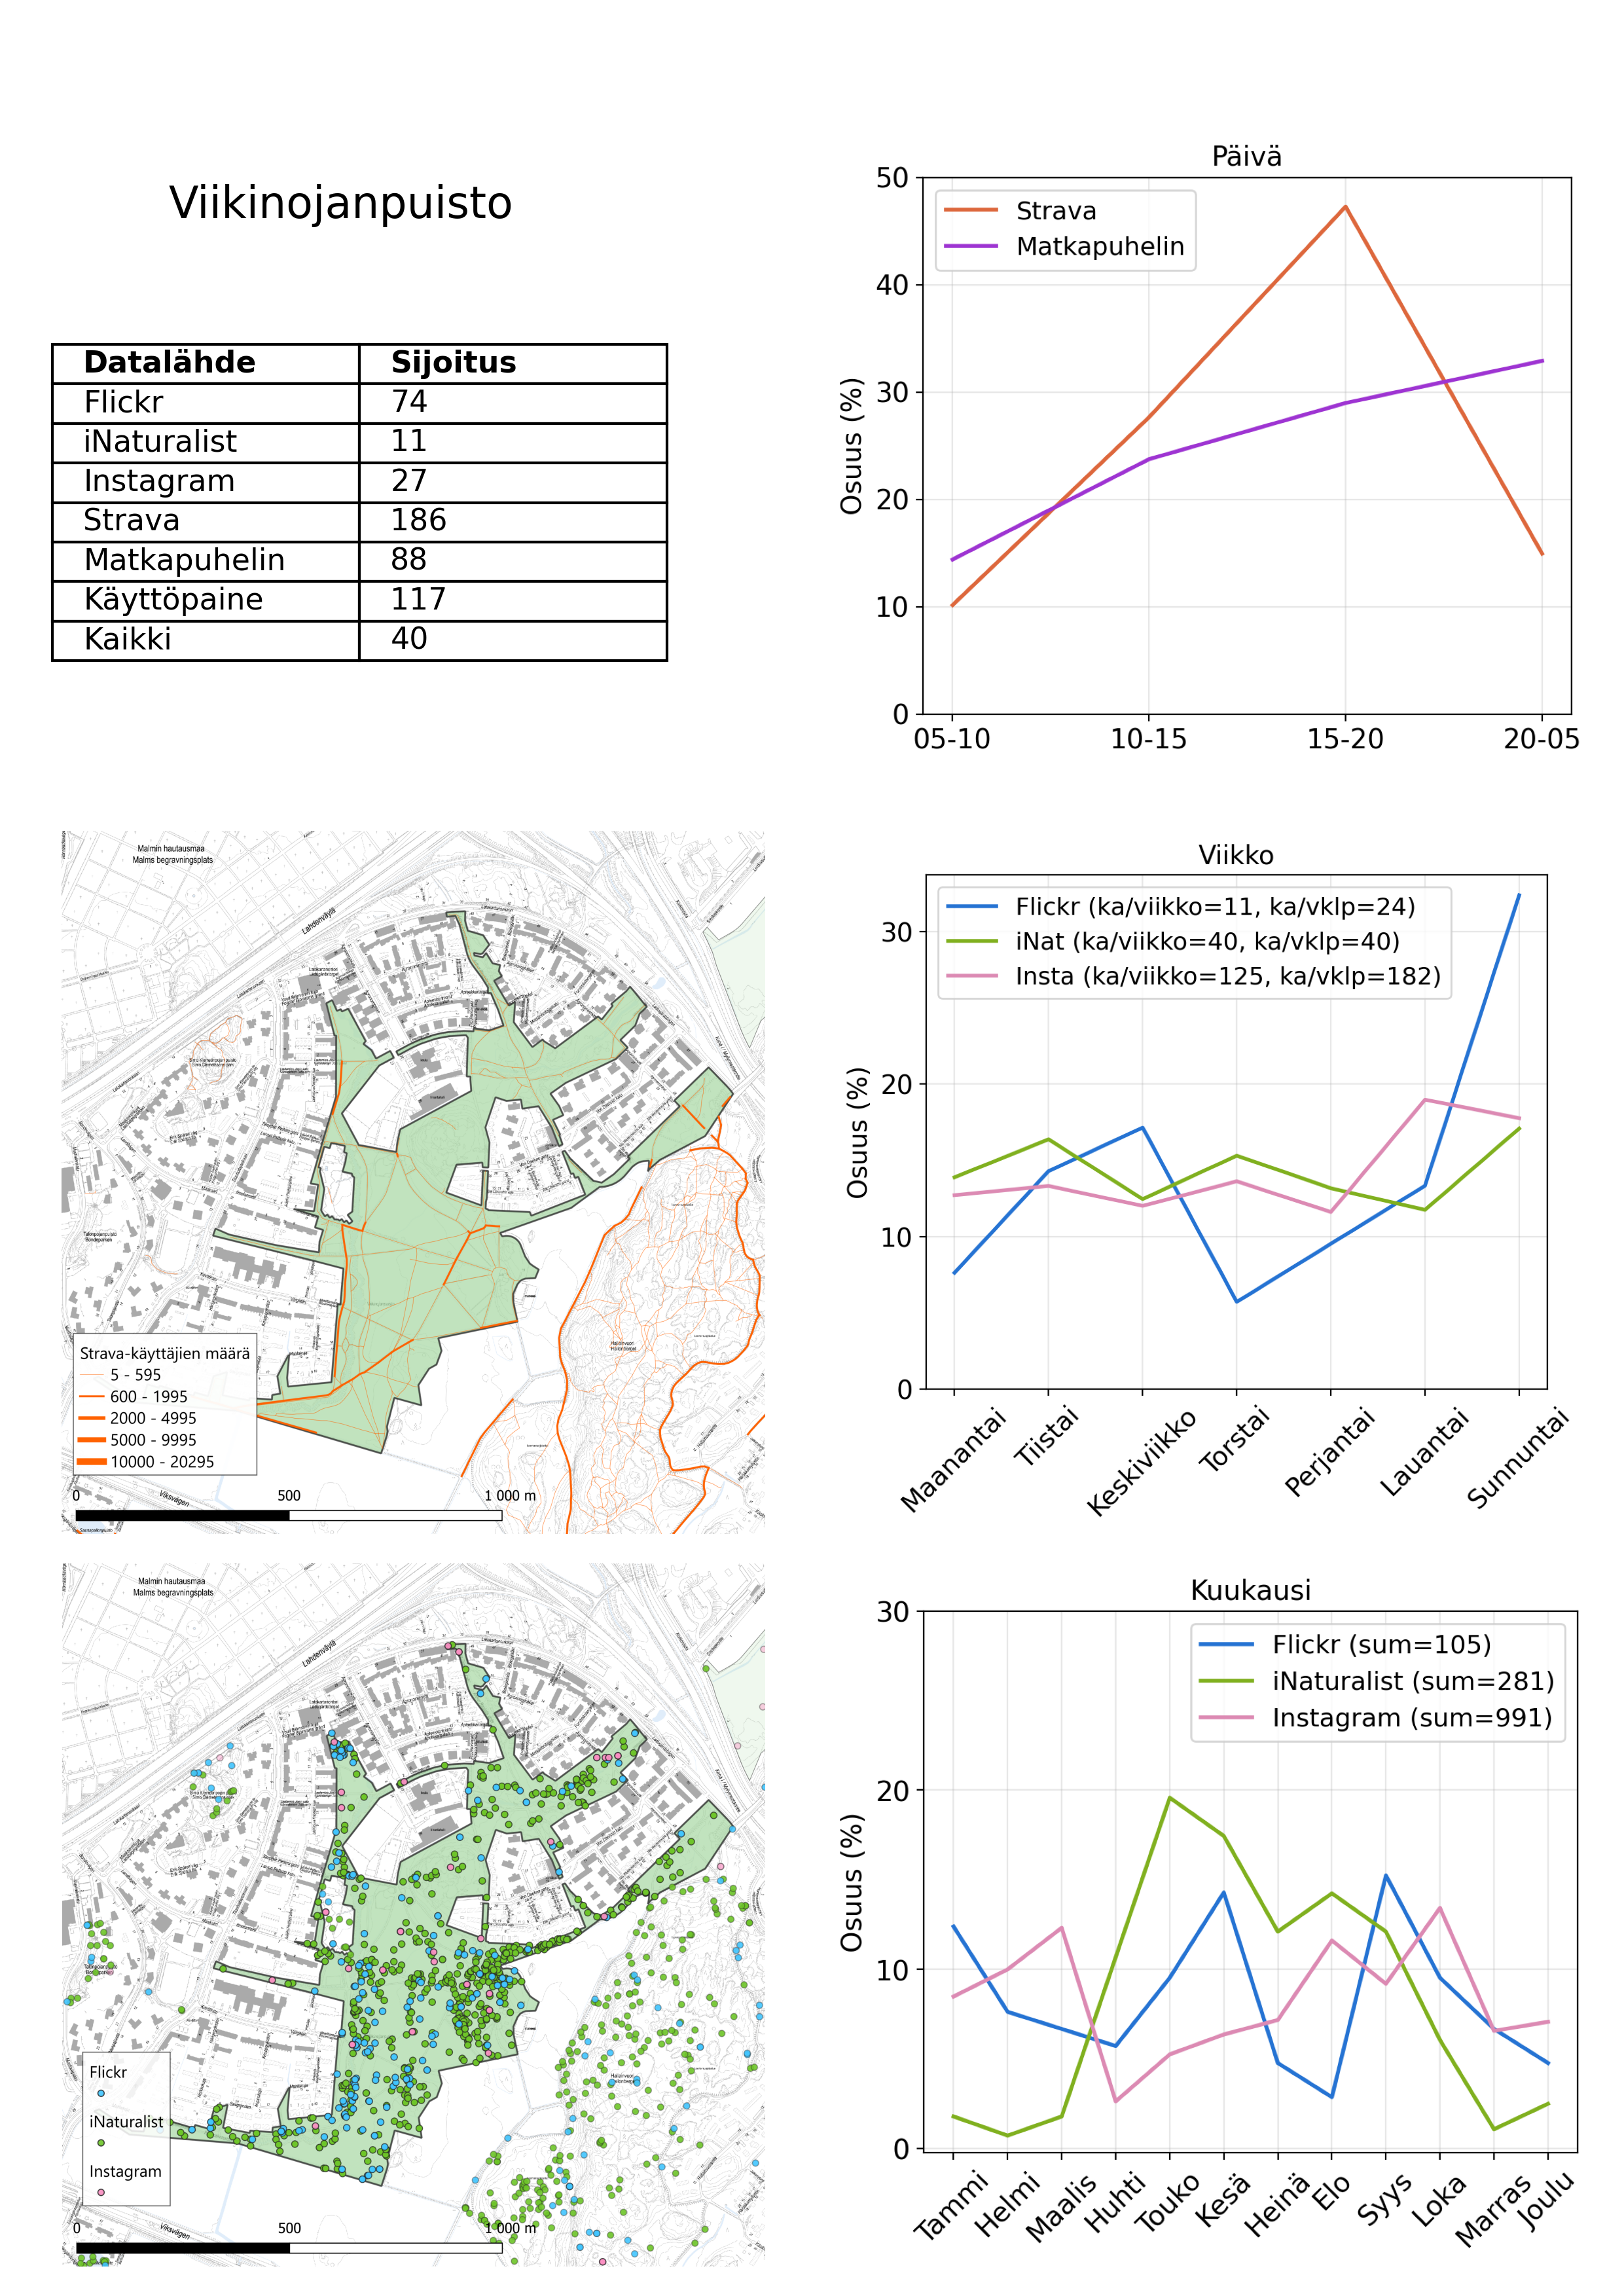 Viikinojanpuisto
Datalähde Sijoitus
Flickr 74
iNaturalist 11
Instagram 27
Strava 186
Matkapuhelin 88
Käyttöpaine 117
Kaikki 40
Päivä
Strava
Matkapuhelin
Osuus (%)
50
40
30
20
10
0
05-10 10-15 15-20 20-05
Malmin hautausmaa
Malms begravningsplats
Lahdenväylä
Strava-käyttäjien määrä
5 - 595
600 - 1995
2000 - 4995
5000 - 9995
10000 - 20295
0 500 1 000 m
Viksvägen
Viikko
Flickr (ka/viikko=11, ka/vklp=24)
iNat (ka/viikko=40, ka/vklp=40)
Insta (ka/viikko=125, ka/vklp=182)
Osuus (%)
30
20
10
0
Maanantai Tiistai Keskiviikko Torstai Perjantai Lauantai Sunnuntai
Malmin hautausmaa
Malms begravningsplats
Lahdenväylä
Flickr
iNaturalist
Instagram
0 500 1 000 m
Viksvägen
Kuukausi
Flickr (sum=105)
iNaturalist (sum=281)
Instagram (sum=991)
Osuus (%)
30
20
10
0
Tammi Helmi Maalis Huhti Touko Kesä Heinä Elo Syys Loka Marras Joulu